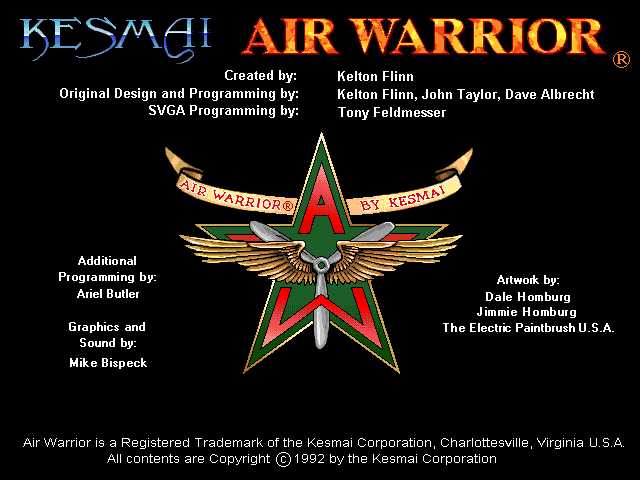 KESMAI AIR WARRIOR ®
Created by: Kelton Flinn
Original Design and Programming by: Kelton Flinn, John Taylor, Dave Albrecht
SVGA Programming by: Tony Feldmesser
AIR WARRIOR® BY KESMAI
A
W
Additional
Programming by:
Ariel Butler
Graphics and
Sound by:
Mike Bispeck
Artwork by:
Dale Homburg
Jimmie Homburg
The Electric Paintbrush U.S.A.
Air Warrior is a Registered Trademark of the Kesmai Corporation, Charlottesville, Virginia U.S.A.
All contents are Copyright © 1992 by the Kesmai Corporation